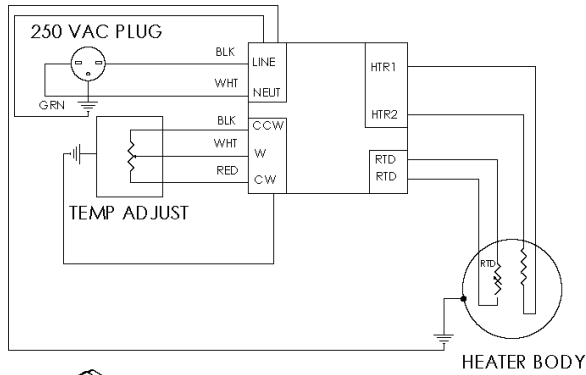 250 VAC PLUG
BLK
LINE
HTR1
WHT
NEUT
GRN
HTR2
BLK
CCW
WHT
W
RTD
RED
CW
RTD
TEMP ADJUST
RTD
HEATER BODY